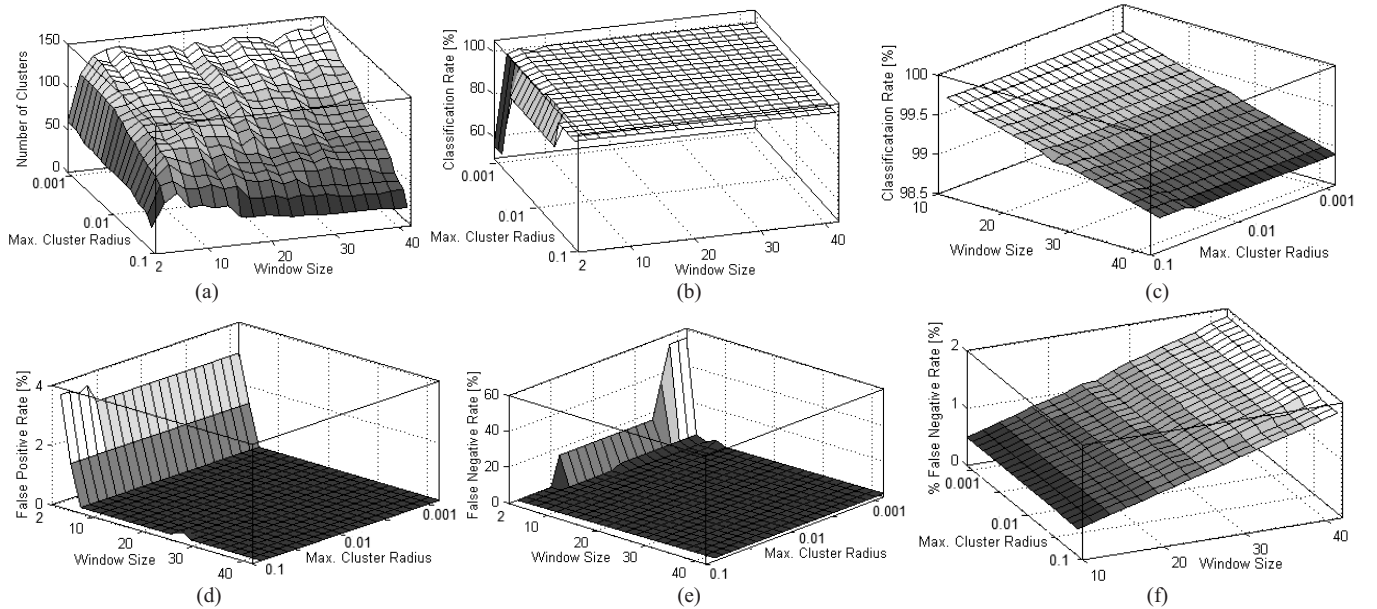 Number of Clusters
150
100
50
0
0.001
0.01
0.1
Max. Cluster Radius
2
10
20
30
40
Window Size
(a)
Classification Rate [%]
100
80
60
0.001
0.01
0.1
Max. Cluster Radius
2
10
20
30
40
Window Size
(b)
Classificataion Rate [%]
100
99.5
99
98.5
10
20
30
40
Window Size
0.1
0.01
0.001
Max. Cluster Radius
(c)
False Positive Rate [%]
4
2
0
2
10
20
30
40
Window Size
0.1
0.01
0.001
Max. Cluster Radius
(d)
False Negative Rate [%]
60
40
20
0
2
10
20
30
40
Window Size
0.1
0.01
0.001
Max. Cluster Radius
(e)
% False Negative Rate [%]
2
1
0
0.001
0.01
0.1
Max. Cluster Radius
10
20
30
40
Window Size
(f)